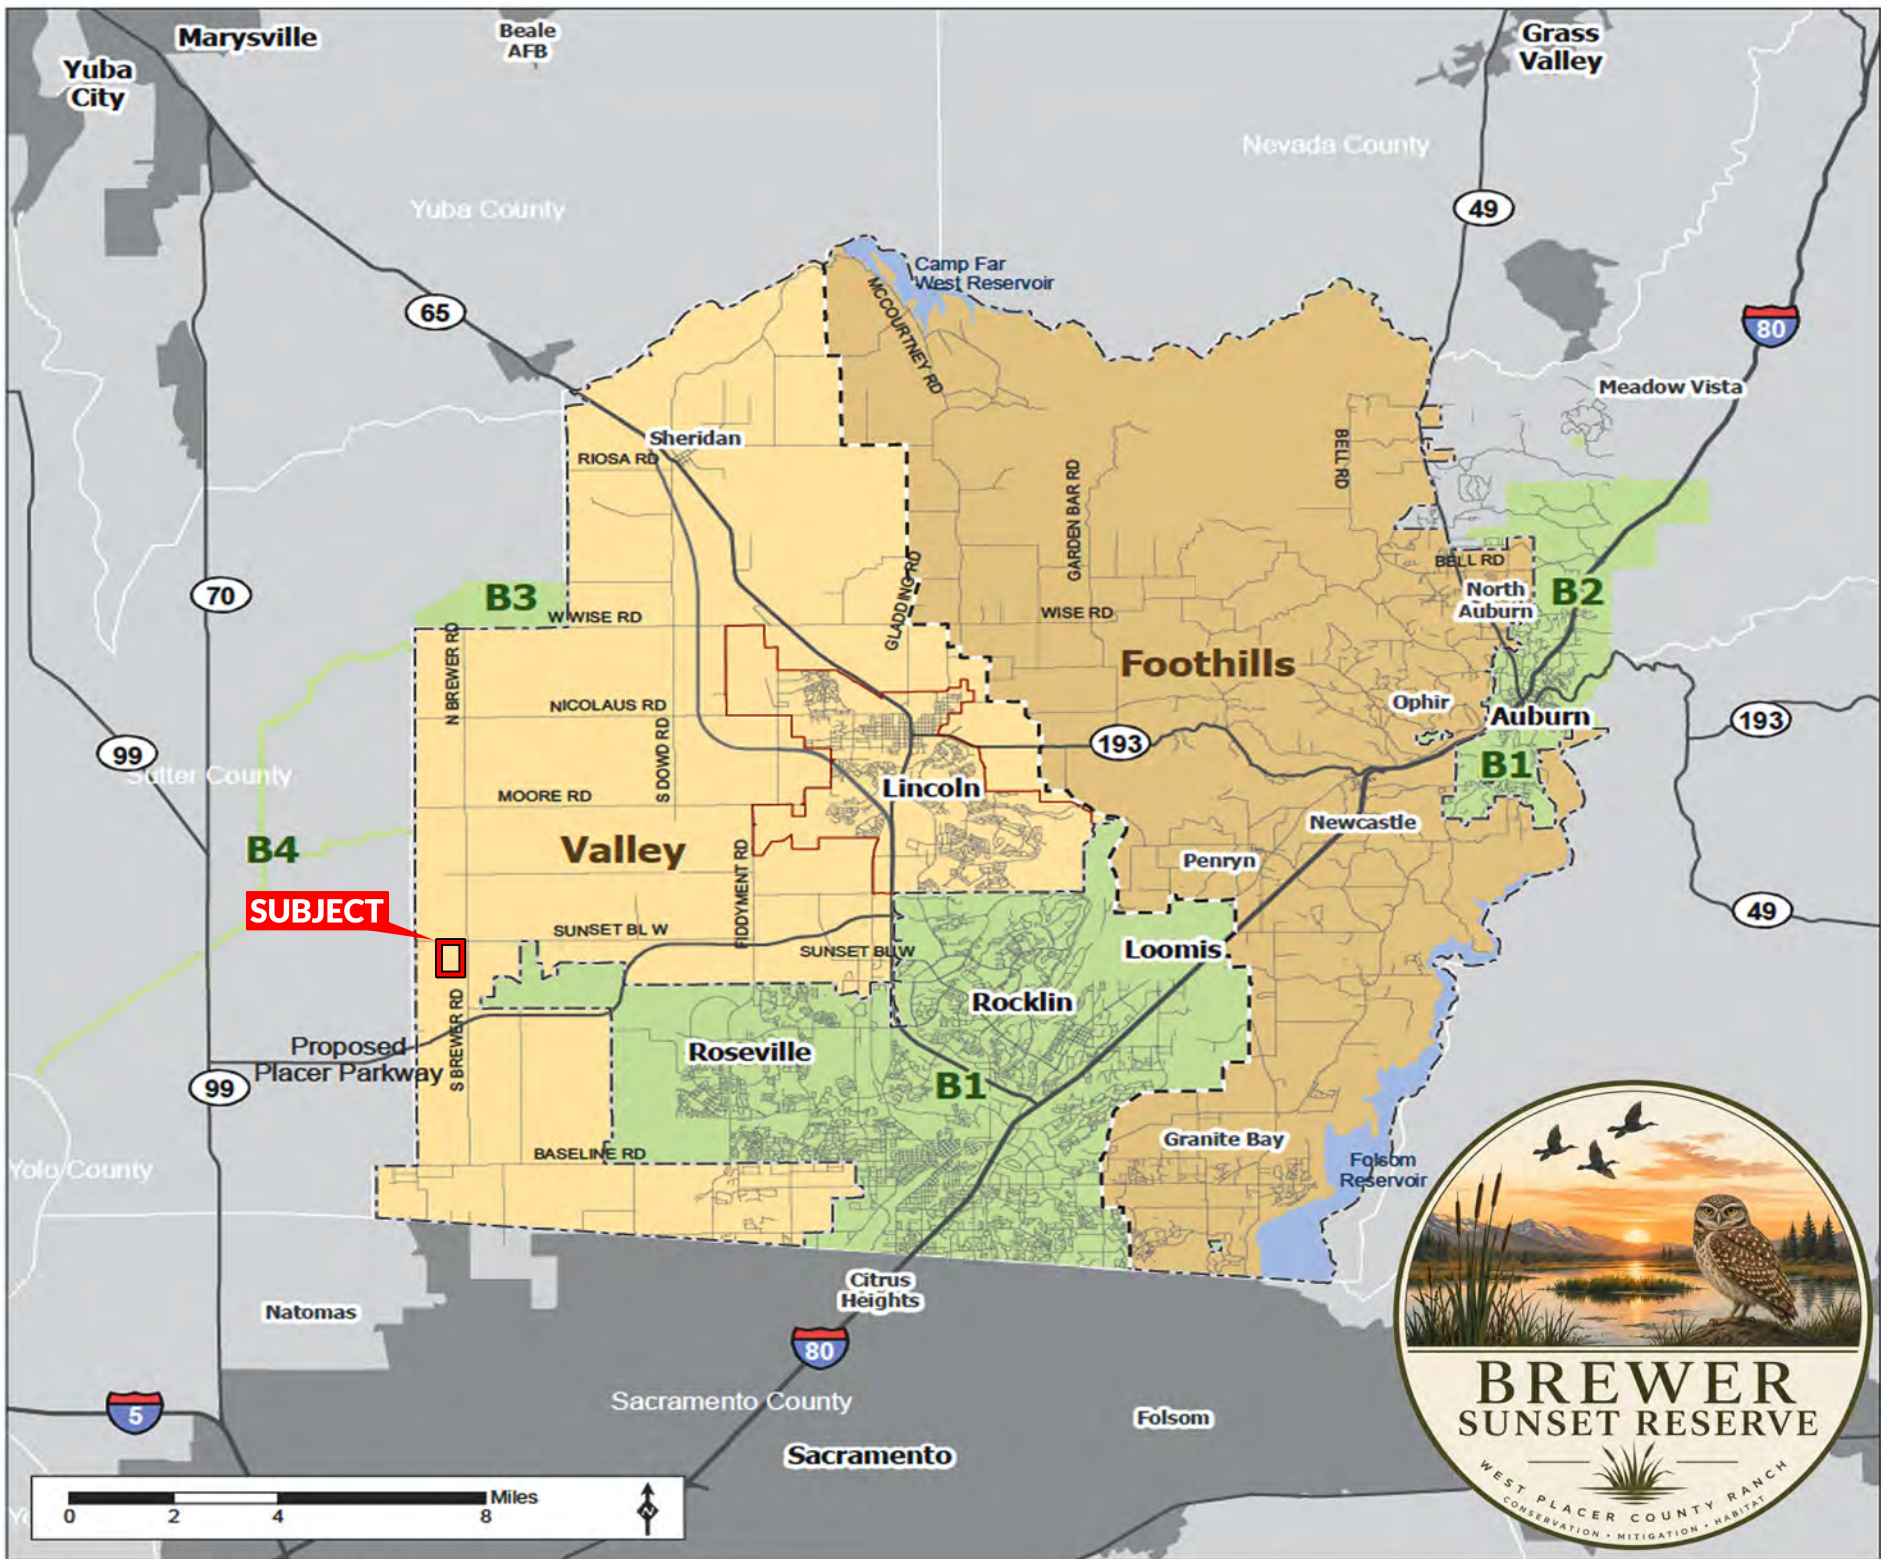 Marysville
Beale
AFB
Grass
Valley
Yuba
City
Nevada County
Yuba County
49
Camp Far
West Reservoir
MCCOURTNEY RD
65
80
Meadow Vista
Sheridan
RIOSA RD
BELL RD
GARDEN BAR RD
BELL RD
70
B3
W WISE RD
GLADDING RD
WISE RD
North
Auburn
B2
N BREWER RD
Foothills
NICOLAUS RD
S DOWD RD
Ophir
Auburn
193
193
99
Sutter County
B1
MOORE RD
Lincoln
Newcastle
B4
Valley
FIDDYMENT RD
Penryn
SUBJECT
49
SUNSET BL W
SUNSET BL W
Loomis
Rocklin
S BREWER RD
Proposed
Placer Parkway
Roseville
99
B1
Granite Bay
BASELINE RD
Folsom
Reservoir
Yolo County
Citrus
Heights
Natomas
80
Sacramento County
5
Folsom
Sacramento
Miles
0 2 4 8
N
BREWER
SUNSET RESERVE
WEST PLACER COUNTY RANCH
CONSERVATION • MITIGATION • HABITAT